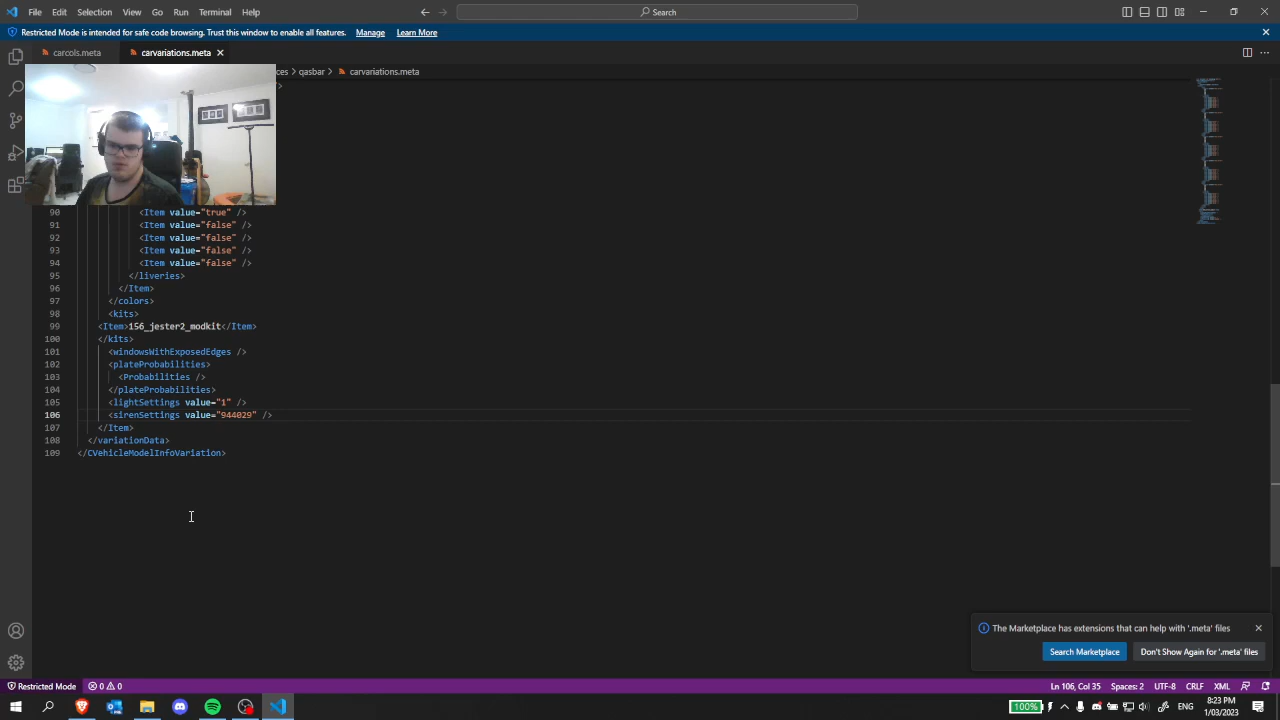 File Edit Selection View Go Run Terminal Help
Search
Restricted Mode is intended for safe code browsing. Trust this window to enable all features. Manage Learn More
carcols.meta carvariations.meta
ces > qasbar > carvariations.meta
>
90 <Item value="true" />
91 <Item value="false" />
92 <Item value="false" />
93 <Item value="false" />
94 <Item value="false" />
95 </liveries>
96 </Item>
97 </colors>
98 <kits>
99 <Item>156_jester2_modkit</Item>
100 </kits>
101 <windowsWithExposedEdges />
102 <plateProbabilities>
103 <Probabilities />
104 </plateProbabilities>
105 <lightSettings value="1" />
106 <sirenSettings value="944029" />
107 </Item>
108 </variationData>
109 </CVehicleModelInfoVariation>
The Marketplace has extensions that can help with '.meta' files
Search Marketplace Don't Show Again for '.meta' files
Restricted Mode 0 0 Ln 106, Col 35 Spaces: 2 UTF-8 CRLF XML
100% ENG 8:23 PM
1/03/2023